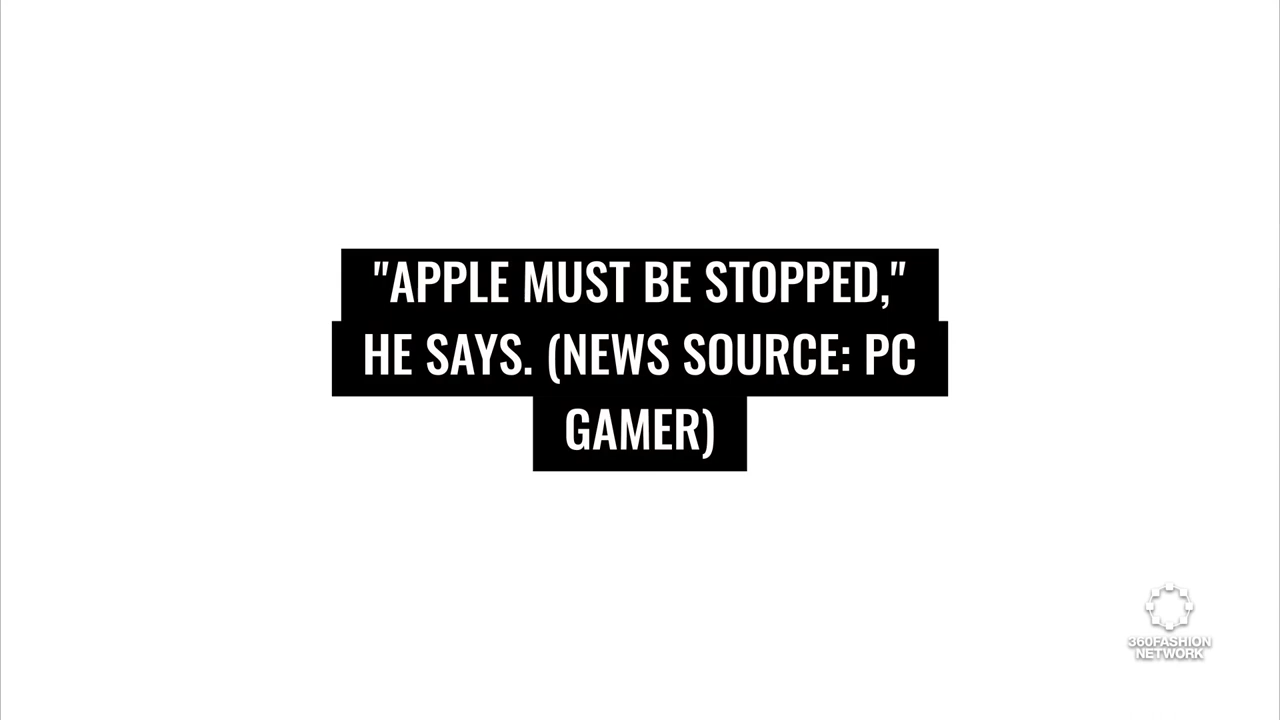 "APPLE MUST BE STOPPED,"
HE SAYS. (NEWS SOURCE: PC
GAMER)
360FASHION
NETWORK